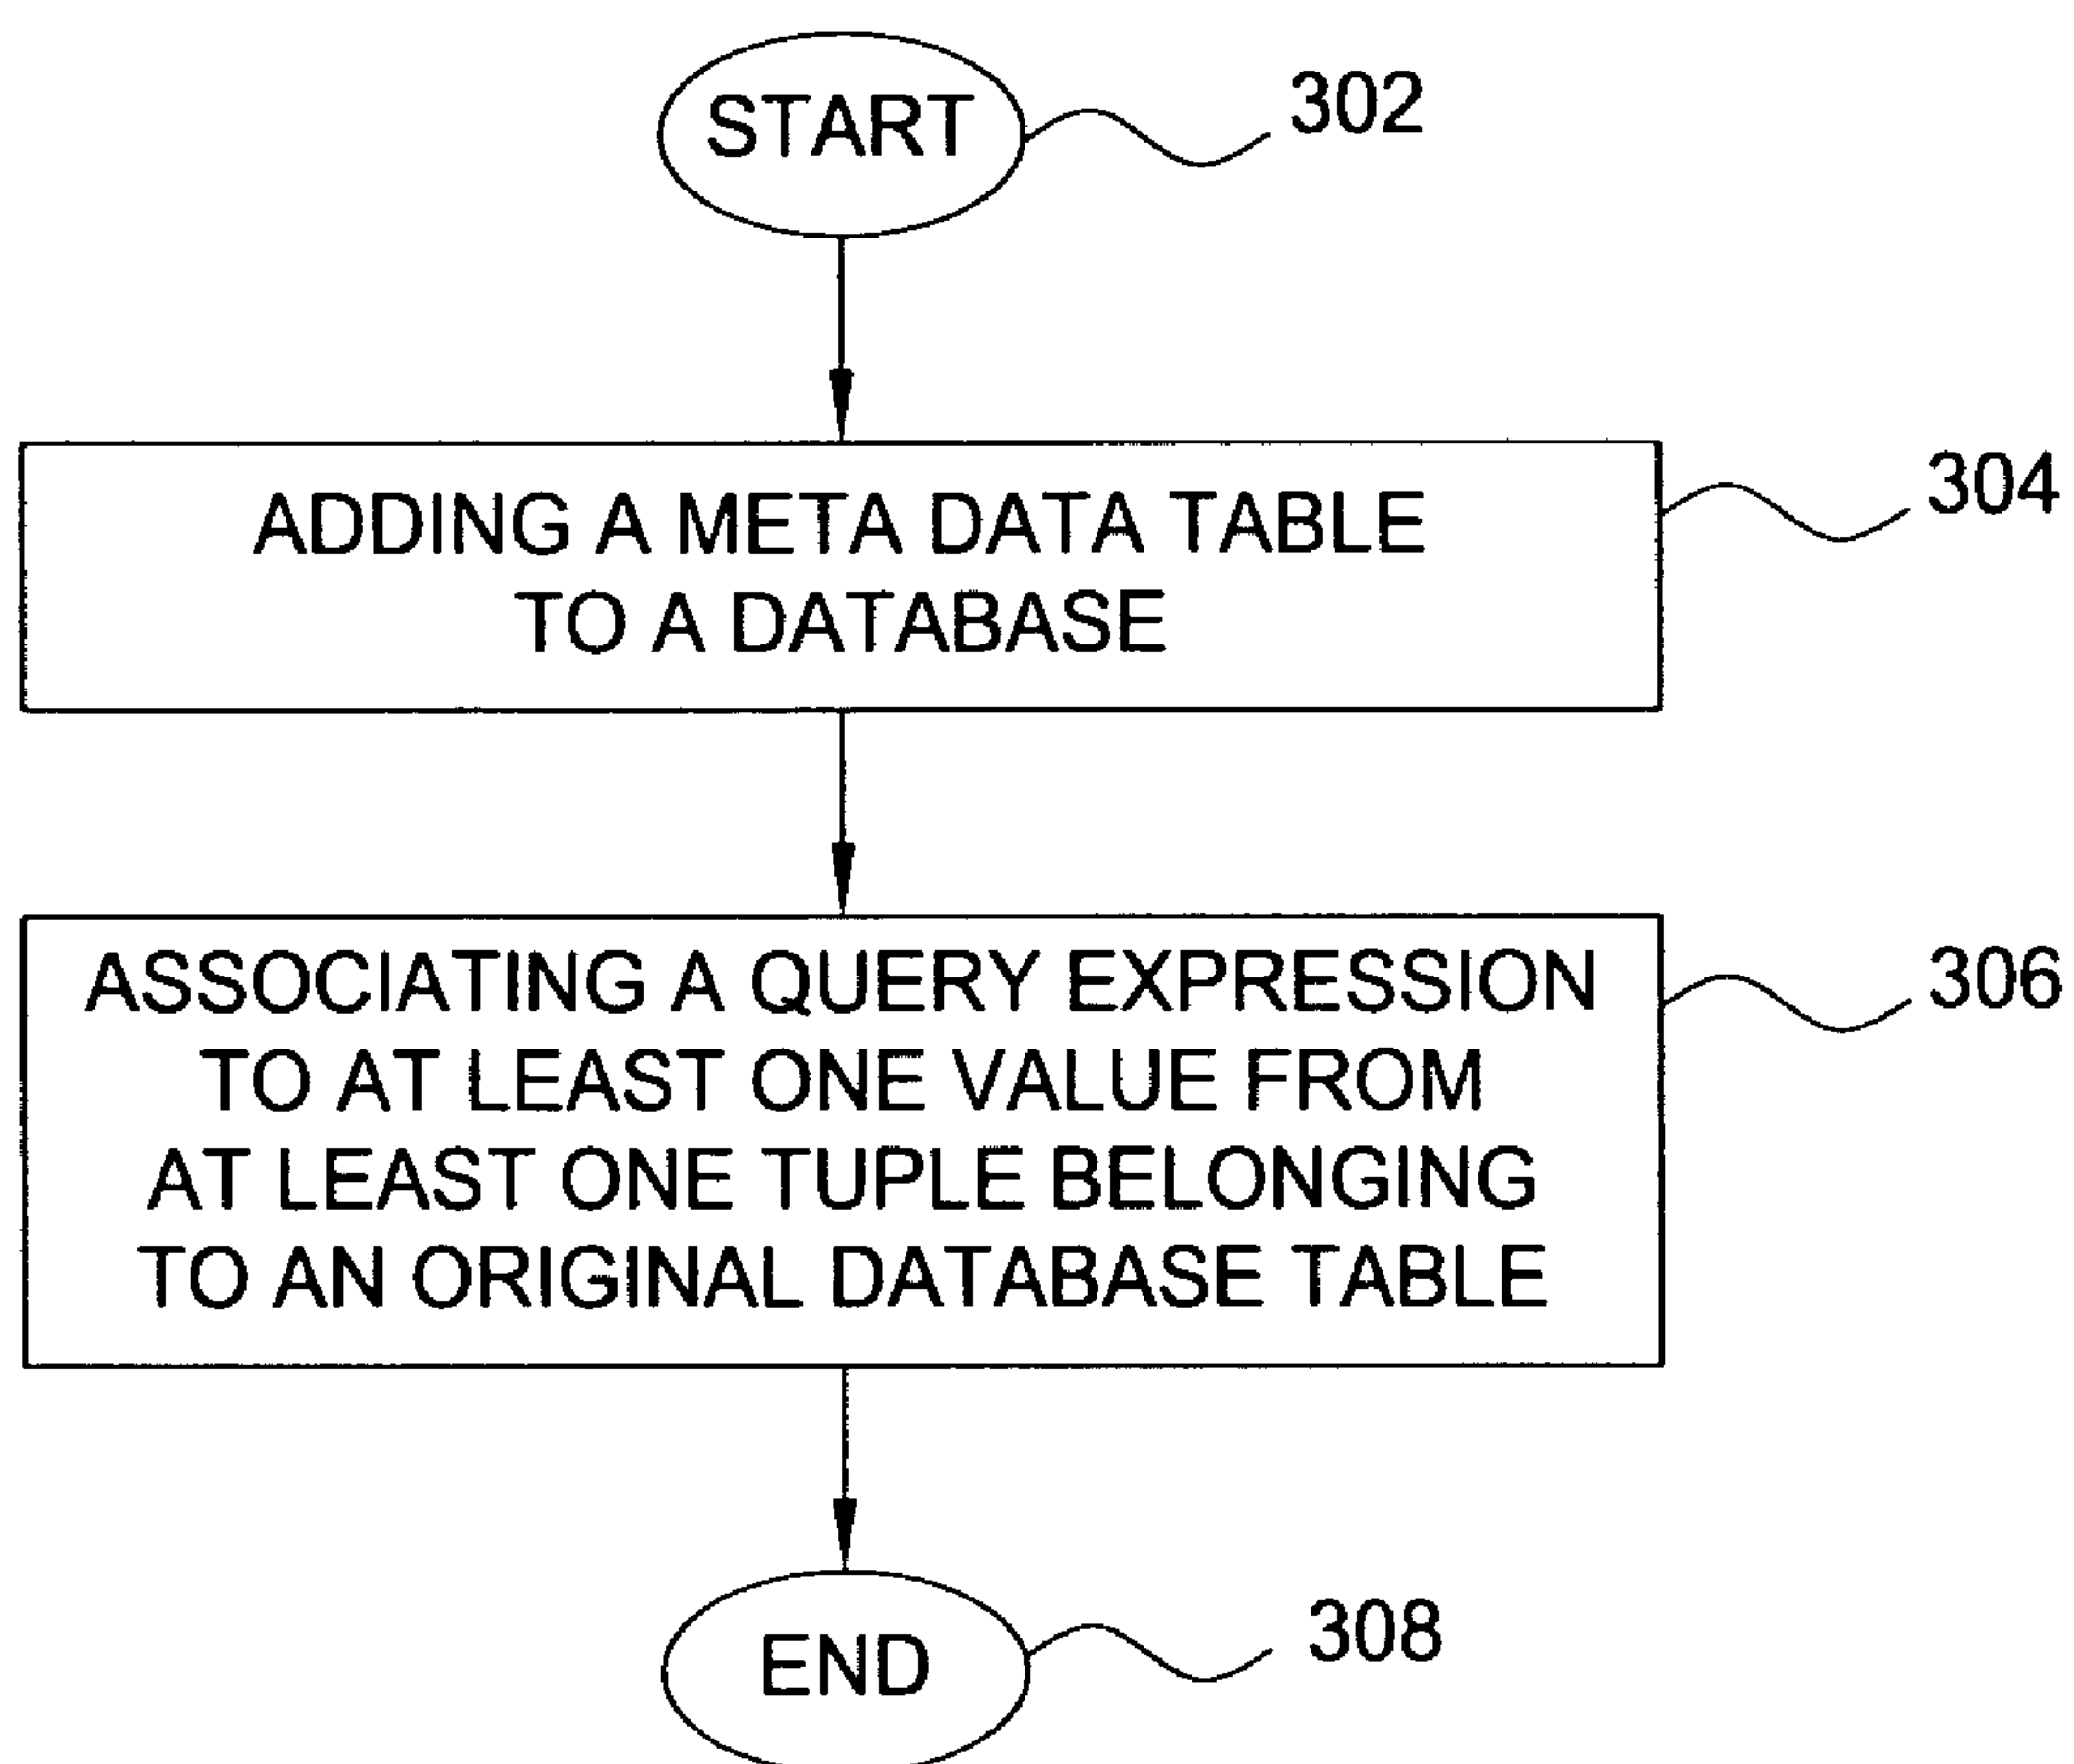 START
302
ADDING A META DATA TABLE
TO A DATABASE
304
ASSOCIATING A QUERY EXPRESSION
TO AT LEAST ONE VALUE FROM
AT LEAST ONE TUPLE BELONGING
TO AN ORIGINAL DATABASE TABLE
306
END
308